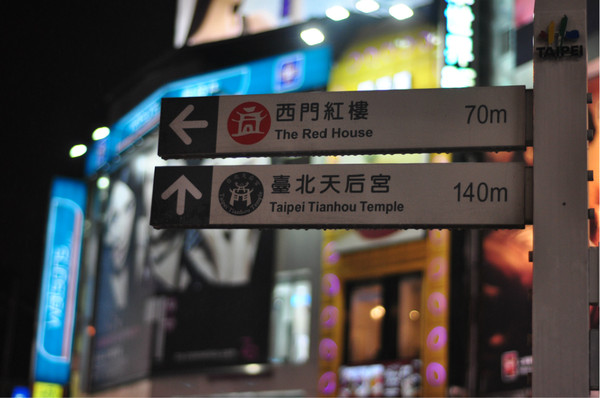 TAIPEI
西門紅樓 70m
The Red House
臺北天后宮 140m
Taipei Tianhou Temple